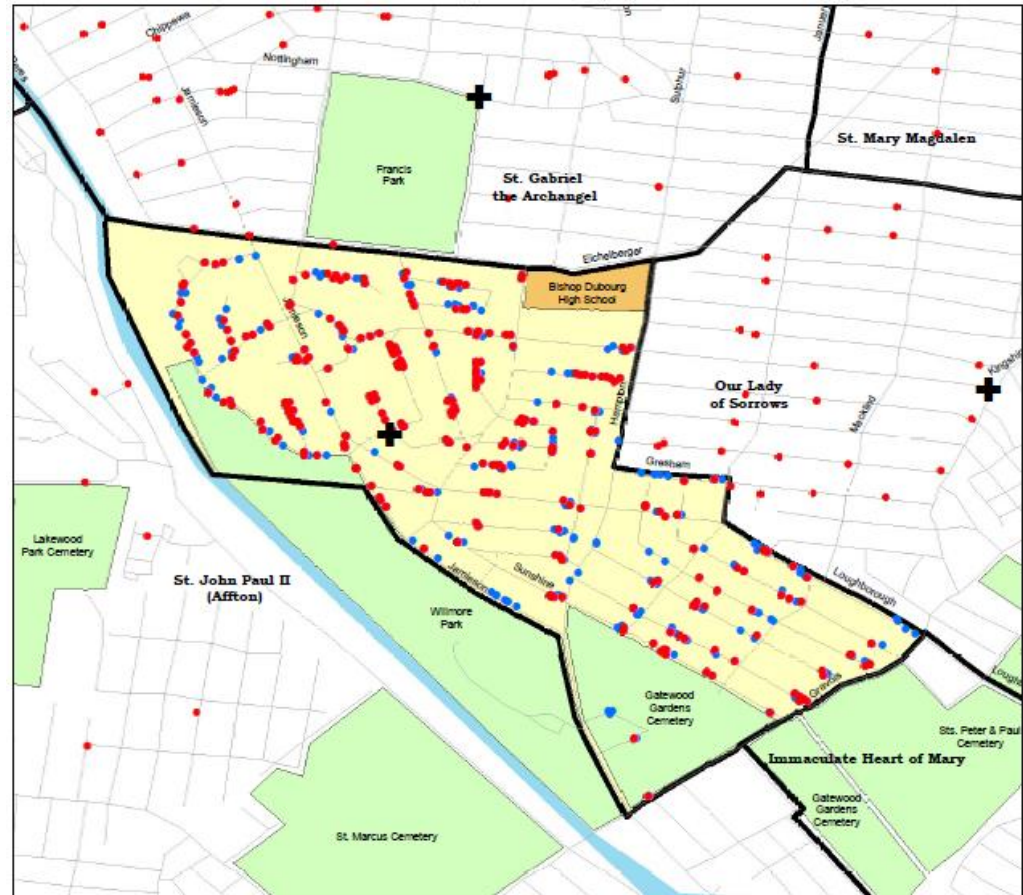 Chippewa
Nottingham
Jamieson
Sulphur
Francis
Park
St. Gabriel
the Archangel
St. Mary Magdalen
Eichelberger
Bishop Dubourg
High School
Jamieson
Hampton
Our Lady
of Sorrows
Macklind
Gresham
Lakewood
Park Cemetery
St. John Paul II
(Affton)
Jamieson
Sunshine
Willmore
Park
Loughborough
Gravois
Gatewood
Gardens
Cemetery
Sts. Peter & Paul
Cemetery
Immaculate Heart of Mary
Gatewood
Gardens
Cemetery
St. Marcus Cemetery